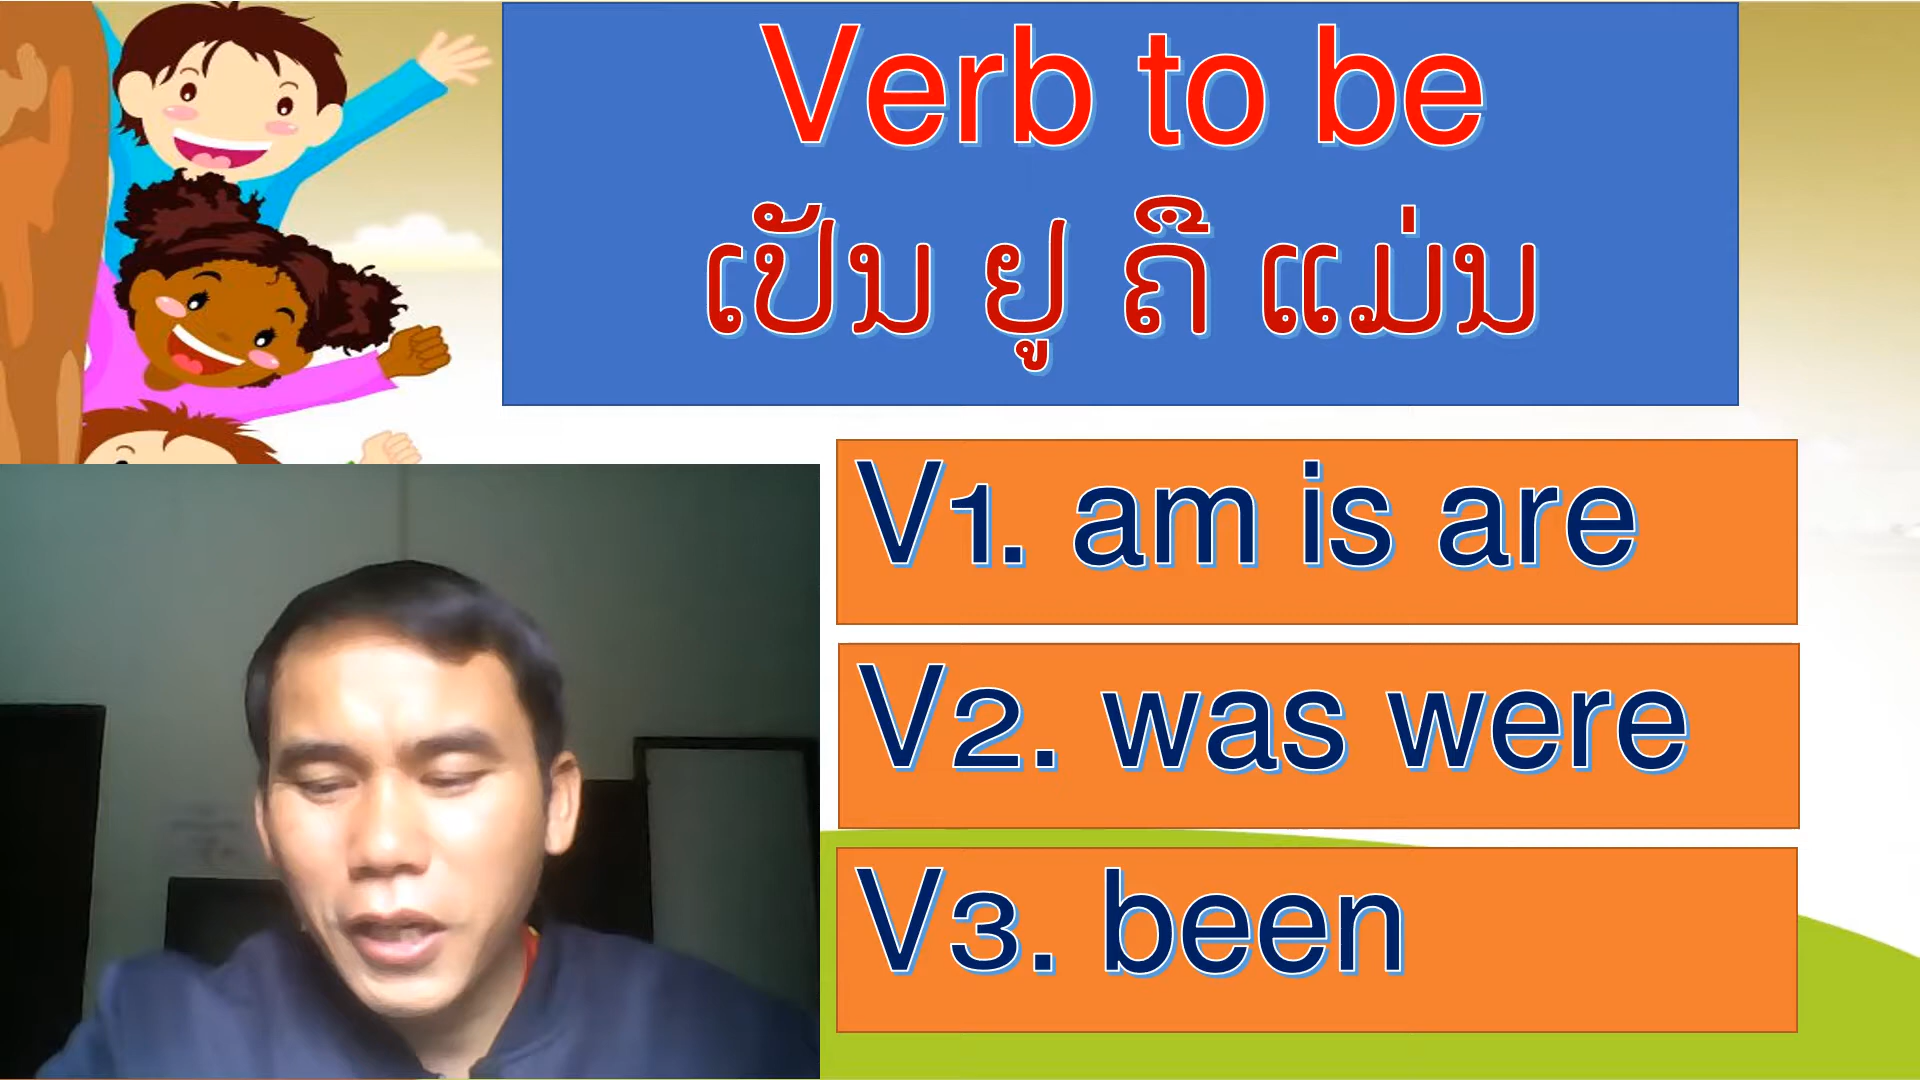 Verb to be
ເປັນ ຢູ ຄື ແມ່ນ
V1. am is are
V2. was were
V3. been